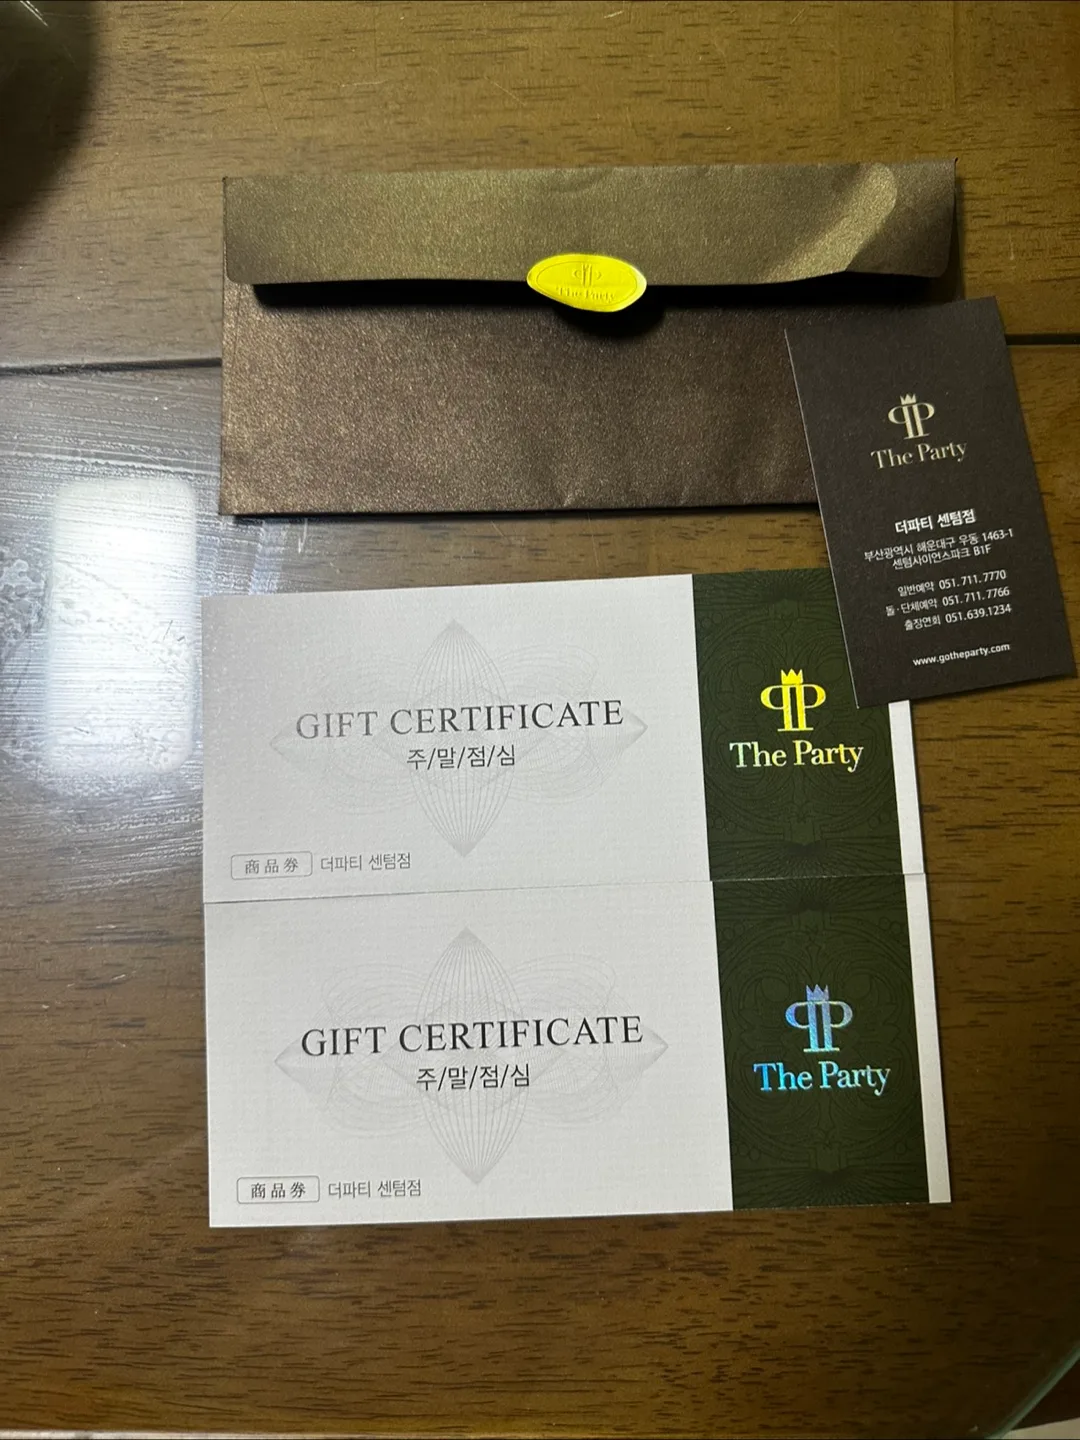 The Party
The Party
더파티 센텀점
부산광역시 해운대구 우동 1463-1
센텀사이언스파크 B1F
일반예약 051.711.7770
돌·단체예약 051.711.7766
출장연회 051.639.1234
www.gotheparty.com
GIFT CERTIFICATE
주/말/점/심
商品券 더파티 센텀점
The Party
GIFT CERTIFICATE
주/말/점/심
商品券 더파티 센텀점
The Party